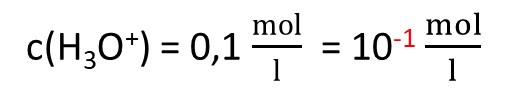 c(H₃O⁺) = 0,1 mol/l = 10⁻¹ mol/l